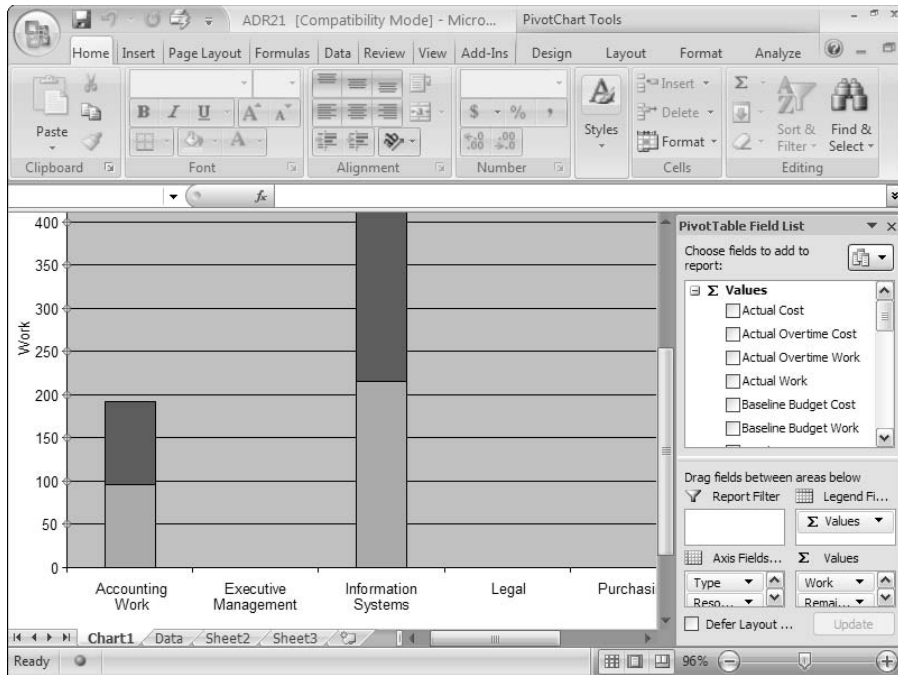 ADR21 [Compatibility Mode] - Micro... PivotChart Tools
Home Insert Page Layout Formulas Data Review View Add-Ins Design Layout Format Analyze
Paste
B I U A A
$ % ,
Styles
Insert
Delete
Format
Σ
Sort & Filter
Find & Select
Clipboard Font Alignment Number Cells Editing
fx
PivotTable Field List
Choose fields to add to
report:
Σ Values
Actual Cost
Actual Overtime Cost
Actual Overtime Work
Actual Work
Baseline Budget Cost
Baseline Budget Work
Drag fields between areas below
Report Filter Legend Fi...
Σ Values
Axis Fields... Σ Values
Type Work
Reso... Remai...
Defer Layout ... Update
Work
400
350
300
250
200
150
100
50
0
Accounting Work
Executive Management
Information Systems
Legal
Purchasi
Chart1 Data Sheet2 Sheet3
Ready 96%